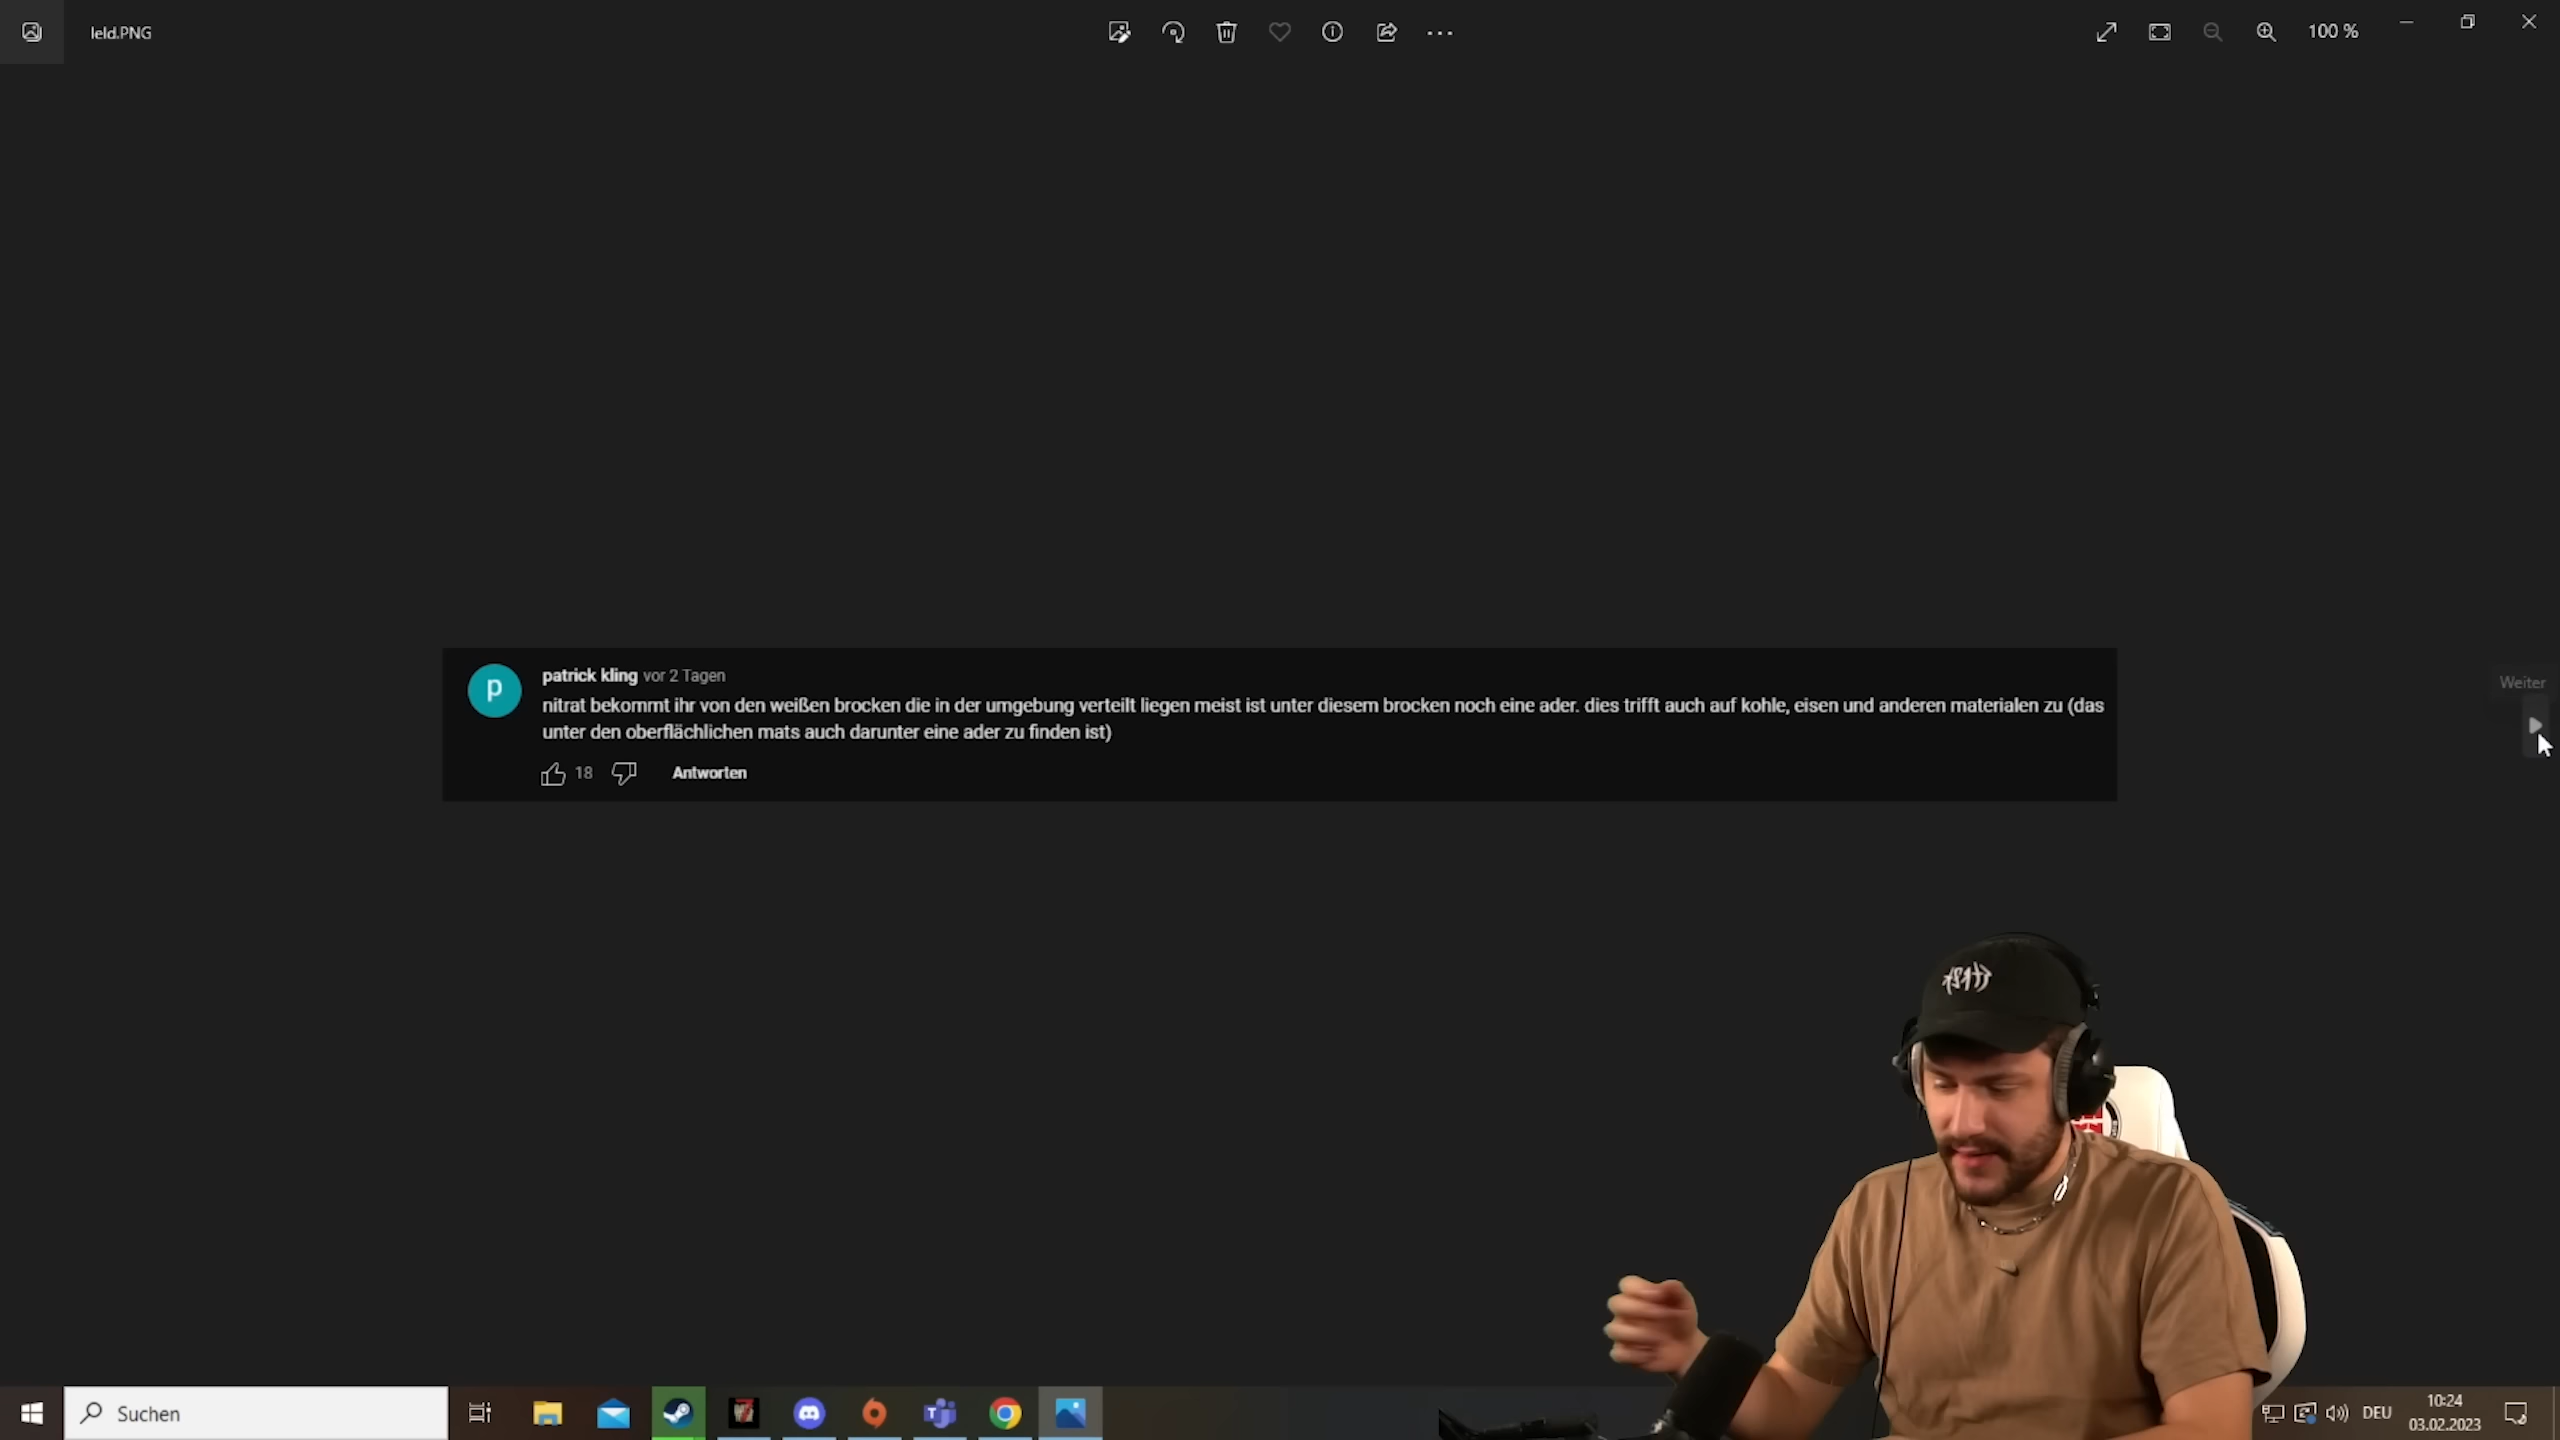 leld.PNG
100 %
Weiter
patrick kling vor 2 Tagen
nitrat bekommt ihr von den weißen brocken die in der umgebung verteilt liegen meist ist unter diesem brocken noch eine ader. dies trifft auch auf kohle, eisen und anderen materialen zu (das
unter den oberflächlichen mats auch darunter eine ader zu finden ist)
18
Antworten
p
Suchen
DEU
10:24
03.02.2023